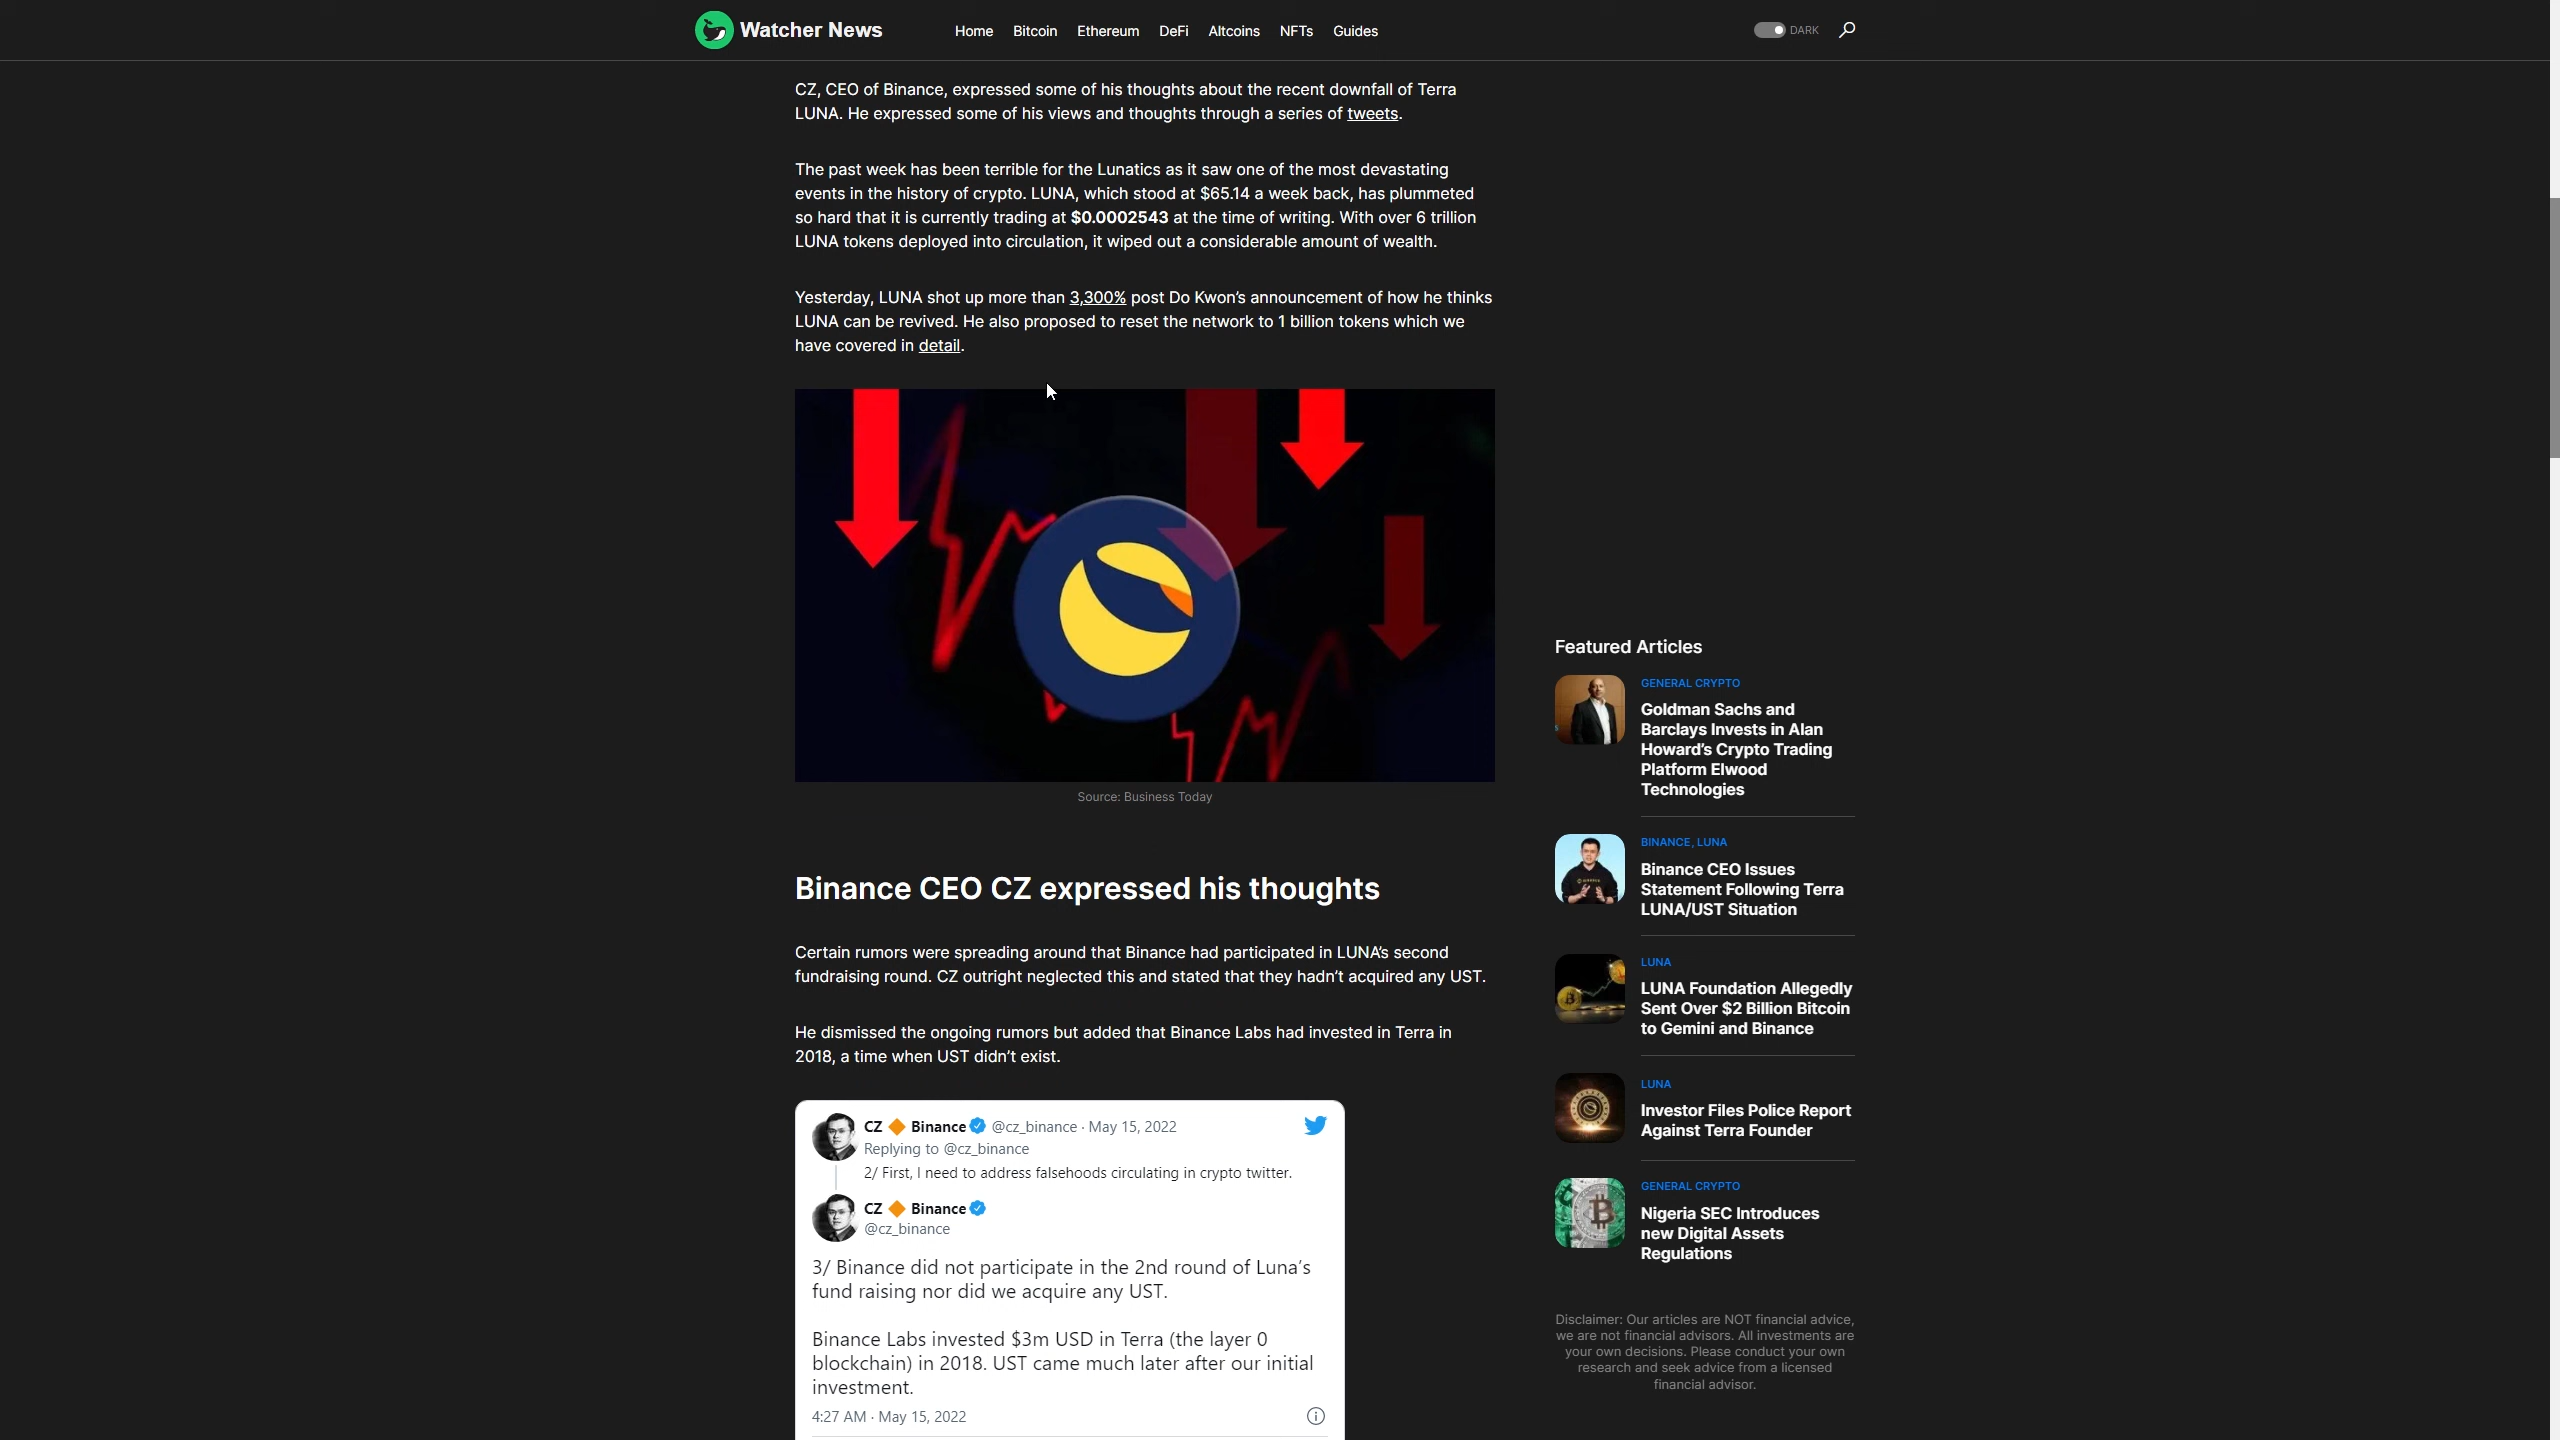 Watcher News
Home Bitcoin Ethereum DeFi Altcoins NFTs Guides
DARK
CZ, CEO of Binance, expressed some of his thoughts about the recent downfall of Terra
LUNA. He expressed some of his views and thoughts through a series of tweets.
The past week has been terrible for the Lunatics as it saw one of the most devastating
events in the history of crypto. LUNA, which stood at $65.14 a week back, has plummeted
so hard that it is currently trading at $0.0002543 at the time of writing. With over 6 trillion
LUNA tokens deployed into circulation, it wiped out a considerable amount of wealth.
Yesterday, LUNA shot up more than 3,300% post Do Kwon's announcement of how he thinks
LUNA can be revived. He also proposed to reset the network to 1 billion tokens which we
have covered in detail.
Source: Business Today
Binance CEO CZ expressed his thoughts
Certain rumors were spreading around that Binance had participated in LUNA's second
fundraising round. CZ outright neglected this and stated that they hadn't acquired any UST.
He dismissed the ongoing rumors but added that Binance Labs had invested in Terra in
2018, a time when UST didn't exist.
CZ 🔶 Binance @cz_binance · May 15, 2022
Replying to @cz_binance
2/ First, I need to address falsehoods circulating in crypto twitter.
CZ 🔶 Binance
@cz_binance
3/ Binance did not participate in the 2nd round of Luna's
fund raising nor did we acquire any UST.
Binance Labs invested $3m USD in Terra (the layer 0
blockchain) in 2018. UST came much later after our initial
investment.
4:27 AM · May 15, 2022
Featured Articles
GENERAL CRYPTO
Goldman Sachs and
Barclays Invests in Alan
Howard's Crypto Trading
Platform Elwood
Technologies
BINANCE, LUNA
Binance CEO Issues
Statement Following Terra
LUNA/UST Situation
LUNA
LUNA Foundation Allegedly
Sent Over $2 Billion Bitcoin
to Gemini and Binance
LUNA
Investor Files Police Report
Against Terra Founder
GENERAL CRYPTO
Nigeria SEC Introduces
new Digital Assets
Regulations
Disclaimer: Our articles are NOT financial advice,
we are not financial advisors. All investments are
your own decisions. Please conduct your own
research and seek advice from a licensed
financial advisor.